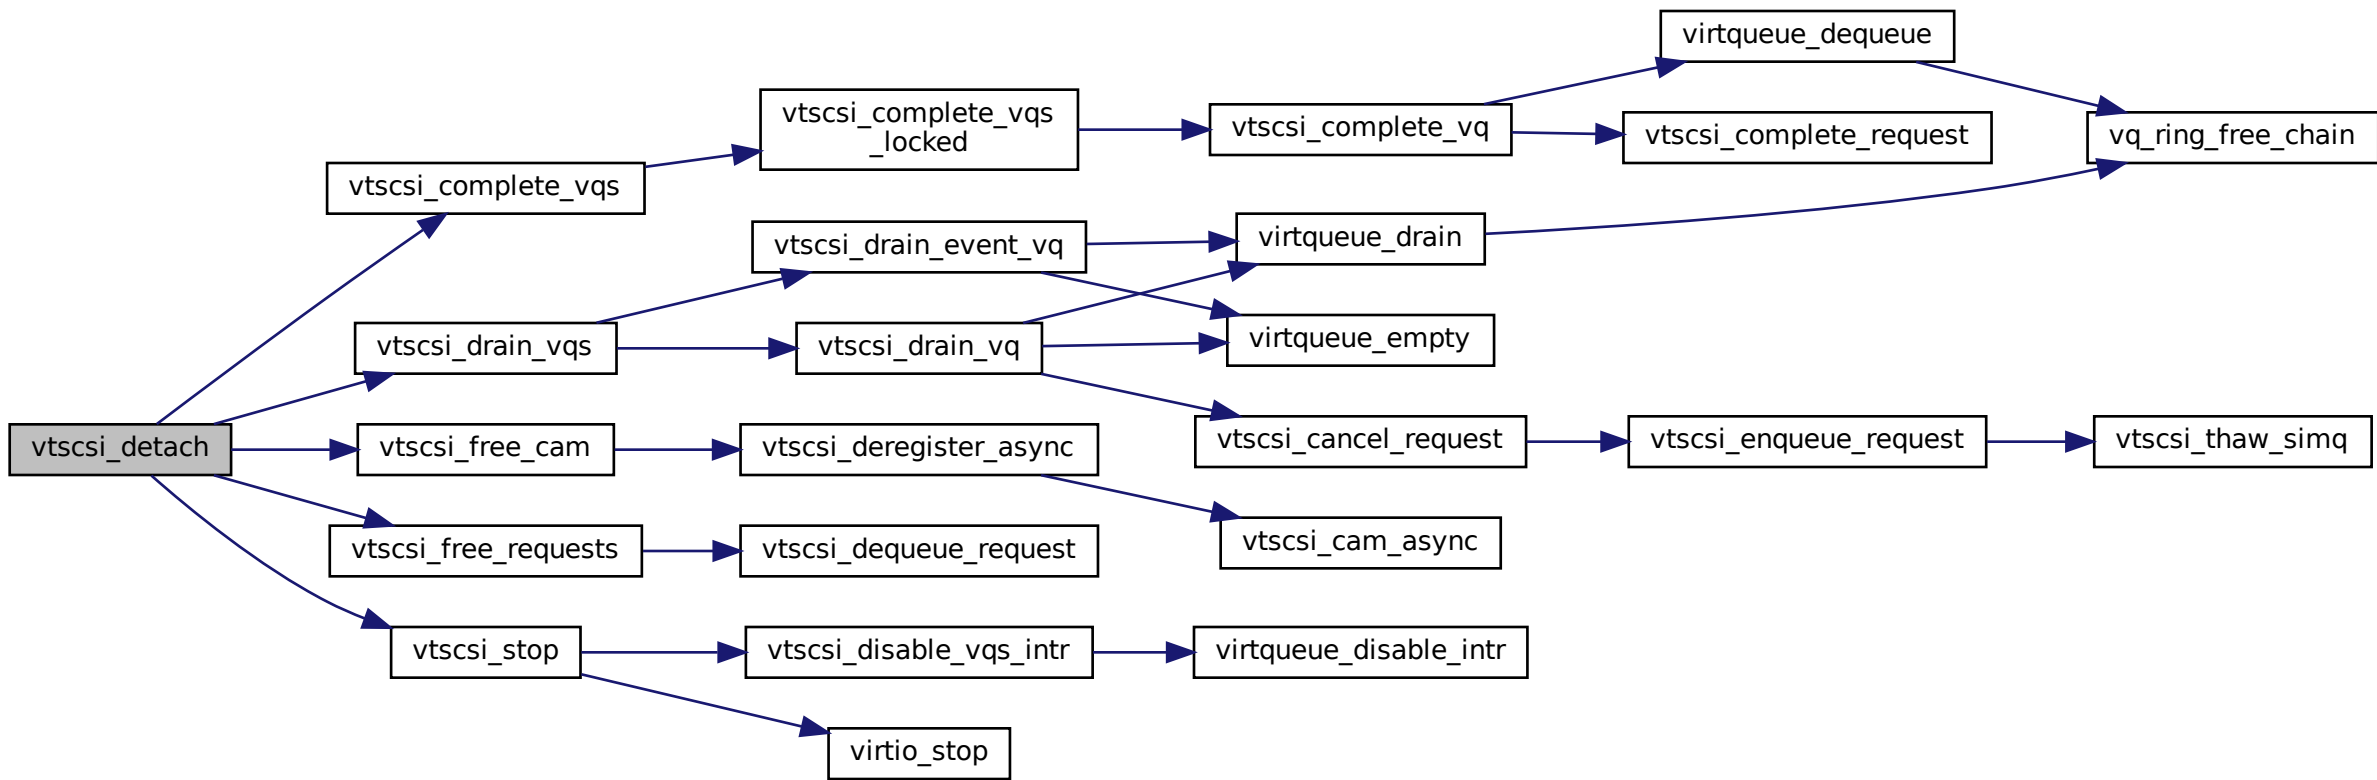 vtscsi_detach
vtscsi_complete_vqs
vtscsi_complete_vqs
_locked
vtscsi_complete_vq
virtqueue_dequeue
vq_ring_free_chain
vtscsi_complete_request
vtscsi_drain_vqs
vtscsi_drain_event_vq
virtqueue_drain
virtqueue_empty
vtscsi_drain_vq
vtscsi_cancel_request
vtscsi_enqueue_request
vtscsi_thaw_simq
vtscsi_free_cam
vtscsi_deregister_async
vtscsi_cam_async
vtscsi_free_requests
vtscsi_dequeue_request
vtscsi_stop
vtscsi_disable_vqs_intr
virtqueue_disable_intr
virtio_stop